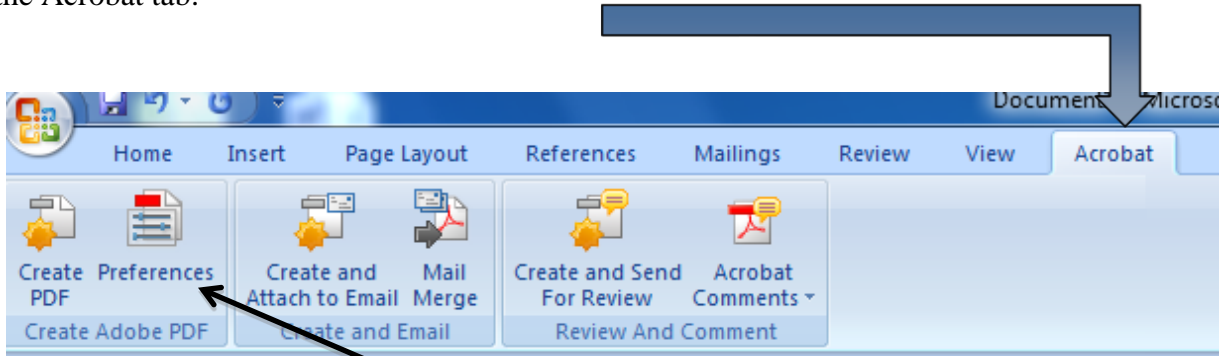 the Acrobat tab.
Document Microso
Home Insert Page Layout References Mailings Review View Acrobat
Create PDF Preferences Create and Attach to Email Mail Merge Create and Send For Review Acrobat Comments
Create Adobe PDF Create and Email Review And Comment